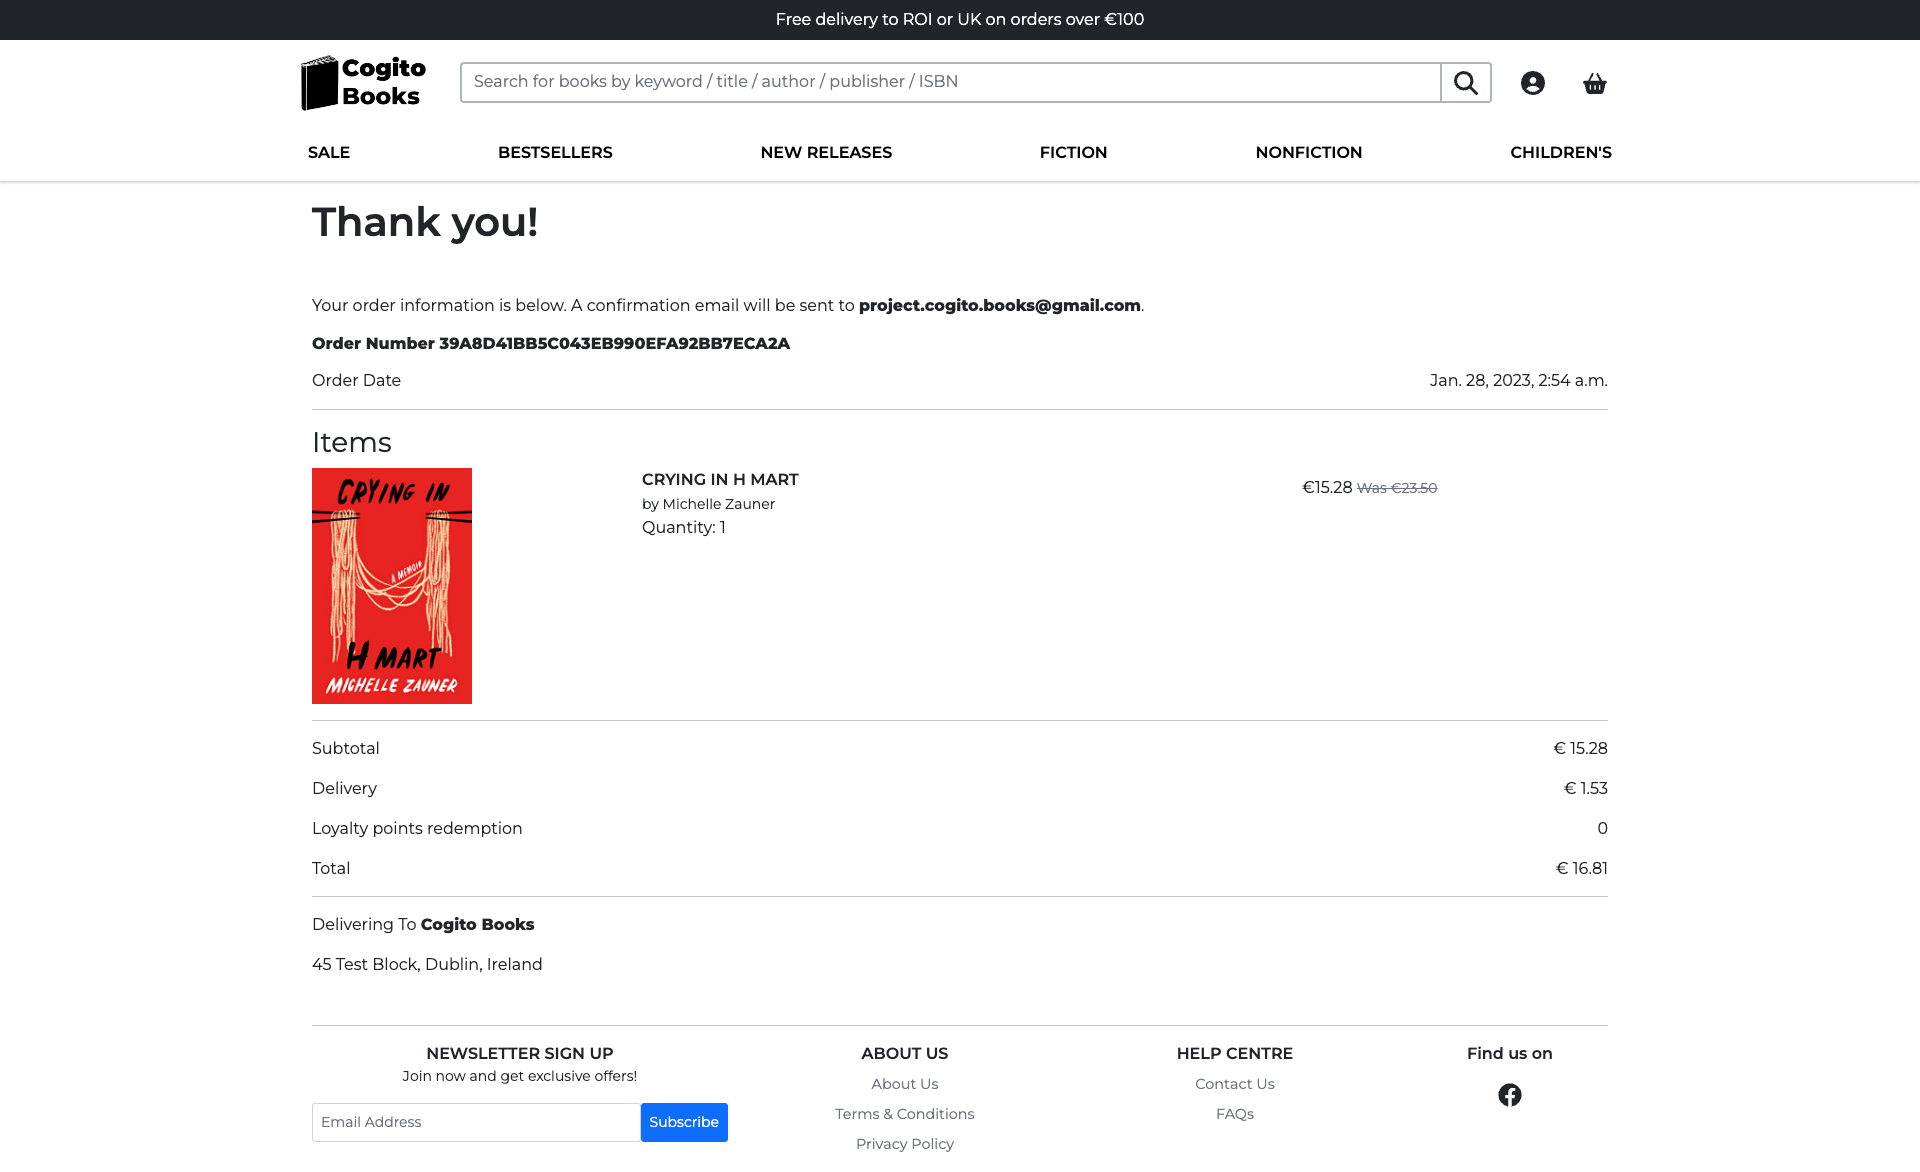 Free delivery to ROI or UK on orders over €100
Cogito
Books
Search for books by keyword / title / author / publisher / ISBN
SALE
BESTSELLERS
NEW RELEASES
FICTION
NONFICTION
CHILDREN'S
Thank you!
Your order information is below. A confirmation email will be sent to project.cogito.books@gmail.com.
Order Number 39A8D41BB5C043EB990EFA92BB7ECA2A
Order Date
Jan. 28, 2023, 2:54 a.m.
Items
CRYING IN
A MEMOIR
H MART
MICHELLE ZAUNER
CRYING IN H MART
by Michelle Zauner
Quantity: 1
€15.28 Was €23.50
Subtotal
€ 15.28
Delivery
€ 1.53
Loyalty points redemption
0
Total
€ 16.81
Delivering To Cogito Books
45 Test Block, Dublin, Ireland
NEWSLETTER SIGN UP
Join now and get exclusive offers!
Email Address
Subscribe
ABOUT US
About Us
Terms & Conditions
Privacy Policy
HELP CENTRE
Contact Us
FAQs
Find us on